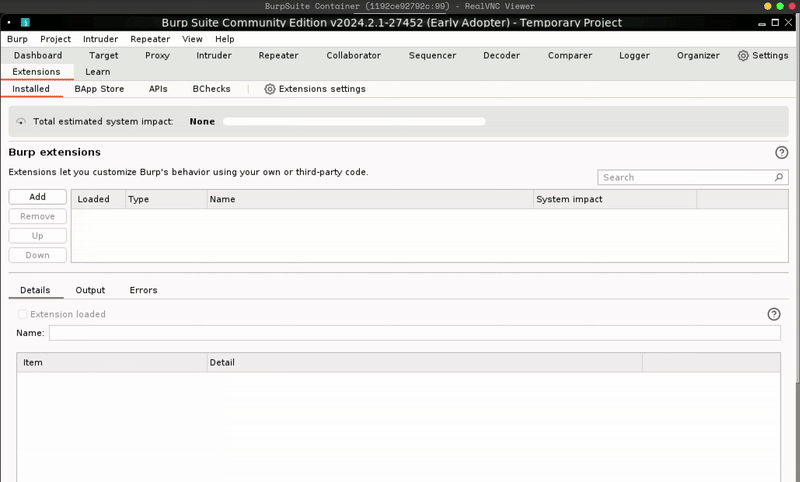 BurpSuite Container (1192ce92792c:99) - RealVNC Viewer
Burp Suite Community Edition v2024.2.1-27452 (Early Adopter) - Temporary Project
Burp Project Intruder Repeater View Help
Dashboard Target Proxy Intruder Repeater Collaborator Sequencer Decoder Comparer Logger Organizer Settings
Extensions Learn
Installed BApp Store APIs BChecks Extensions settings
Total estimated system impact: None
Burp extensions
Extensions let you customize Burp's behavior using your own or third-party code.
Search
Add Loaded Type Name System impact
Remove
Up
Down
Details Output Errors
Extension loaded
Name:
Item Detail